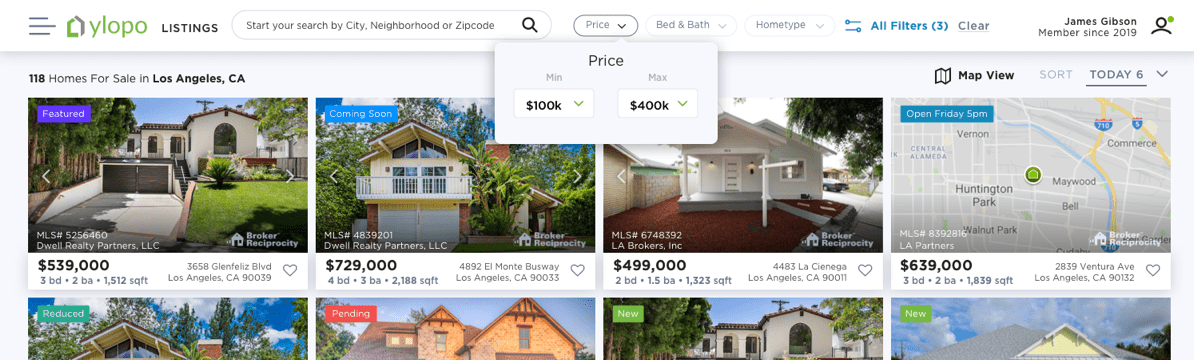 ylopo LISTINGS
Start your search by City, Neighborhood or Zipcode
Price
Bed & Bath
Hometype
All Filters (3)
Clear
James Gibson
Member since 2019
118 Homes For Sale in Los Angeles, CA
Price
Min
Max
$100k
$400k
Map View
SORT
TODAY 6
Featured
MLS# 5256460
Dwell Realty Partners, LLC
Broker
Reciprocity
$539,000
3 bd • 2 ba • 1,512 sqft
3658 Glenfeliz Blvd
Los Angeles, CA 90039
Coming Soon
MLS# 4839201
Dwell Realty Partners, LLC
Broker
Reciprocity
$729,000
4 bd • 3 ba • 2,188 sqft
4892 El Monte Busway
Los Angeles, CA 90033
MLS# 6748392
LA Brokers, Inc
Broker
Reciprocity
$499,000
2 bd • 1.5 ba • 1,323 sqft
4483 La Cienega
Los Angeles, CA 90011
Open Friday 5pm
Vernon
710
5
Commerce
CENTRAL
ALAMEDA
Huntington
Park
Maywood
Bell
Walnut Park
Cudahy
710
MLS# 8392816
LA Partners
Broker
Reciprocity
$639,000
3 bd • 2 ba • 1,839 sqft
2839 Ventura Ave
Los Angeles, CA 90132
Reduced
Pending
New
New